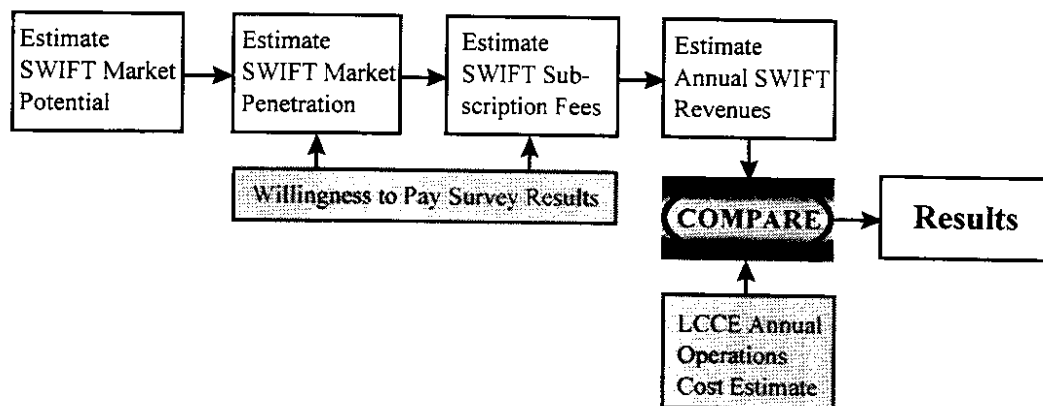 Estimate
SWIFT Market
Potential
Estimate
SWIFT Market
Penetration
Estimate
SWIFT Sub-
scription Fees
Estimate
Annual SWIFT
Revenues
Willingness to Pay Survey Results
COMPARE
Results
LCCE Annual
Operations
Cost Estimate